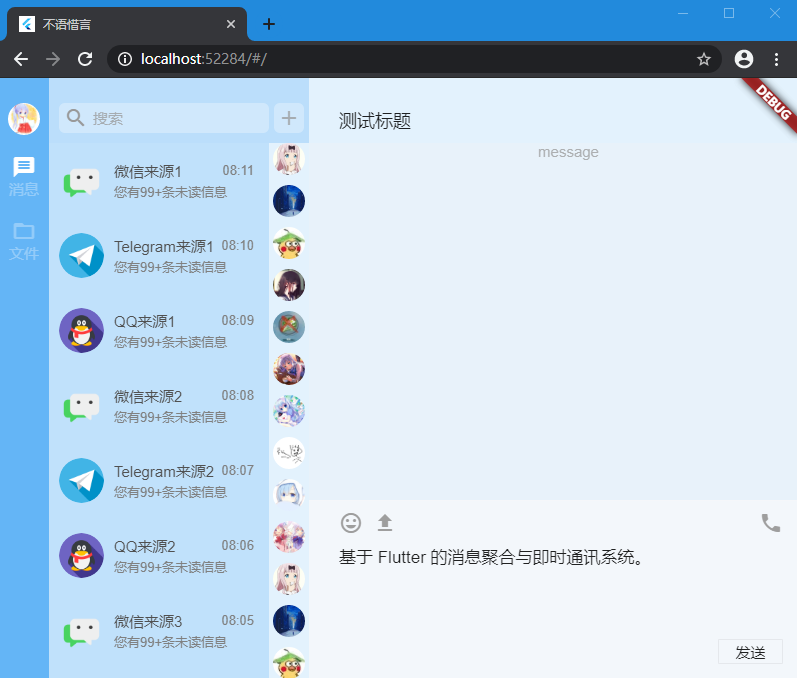 不语惜言
localhost:52284/#/
DEBUG
消息
文件
搜索
微信来源1 08:11
您有99+条未读信息
Telegram来源1 08:10
您有99+条未读信息
QQ来源1 08:09
您有99+条未读信息
微信来源2 08:08
您有99+条未读信息
Telegram来源2 08:07
您有99+条未读信息
QQ来源2 08:06
您有99+条未读信息
微信来源3 08:05
您有99+条未读信息
测试标题
message
基于 Flutter 的消息聚合与即时通讯系统。
发送